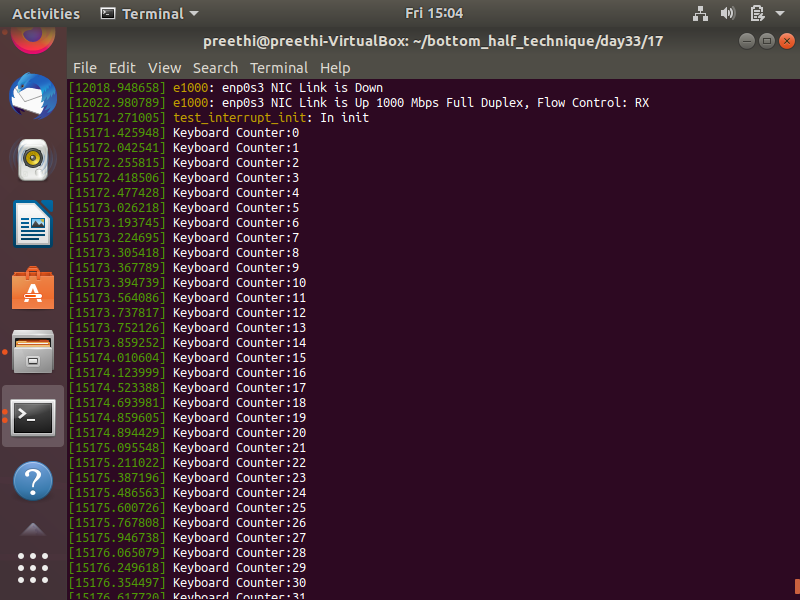 Activities Terminal Fri 15:04
preethi@preethi-VirtualBox: ~/bottom_half_technique/day33/17
File Edit View Search Terminal Help
[12018.948658] e1000: enp0s3 NIC Link is Down
[12022.980789] e1000: enp0s3 NIC Link is Up 1000 Mbps Full Duplex, Flow Control: RX
[15171.271005] test_interrupt_init: In init
[15171.425948] Keyboard Counter:0
[15172.042541] Keyboard Counter:1
[15172.255815] Keyboard Counter:2
[15172.418506] Keyboard Counter:3
[15172.477428] Keyboard Counter:4
[15173.026218] Keyboard Counter:5
[15173.193745] Keyboard Counter:6
[15173.224695] Keyboard Counter:7
[15173.305418] Keyboard Counter:8
[15173.367789] Keyboard Counter:9
[15173.394739] Keyboard Counter:10
[15173.564086] Keyboard Counter:11
[15173.737817] Keyboard Counter:12
[15173.752126] Keyboard Counter:13
[15173.859252] Keyboard Counter:14
[15174.010604] Keyboard Counter:15
[15174.123999] Keyboard Counter:16
[15174.523388] Keyboard Counter:17
[15174.693981] Keyboard Counter:18
[15174.859605] Keyboard Counter:19
[15174.894429] Keyboard Counter:20
[15175.095548] Keyboard Counter:21
[15175.211022] Keyboard Counter:22
[15175.387196] Keyboard Counter:23
[15175.486563] Keyboard Counter:24
[15175.600726] Keyboard Counter:25
[15175.767808] Keyboard Counter:26
[15175.946738] Keyboard Counter:27
[15176.065079] Keyboard Counter:28
[15176.249618] Keyboard Counter:29
[15176.354497] Keyboard Counter:30
[15176.617720] Keyboard Counter:31